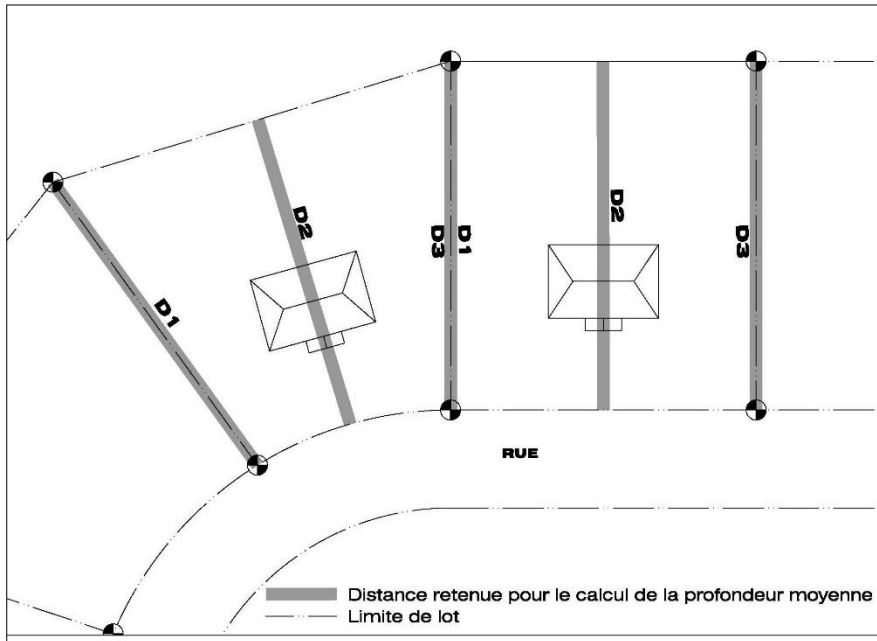 D1
D2
D3
D1
D2
D3
RUE
Distance retenue pour le calcul de la profondeur moyenne
Limite de lot